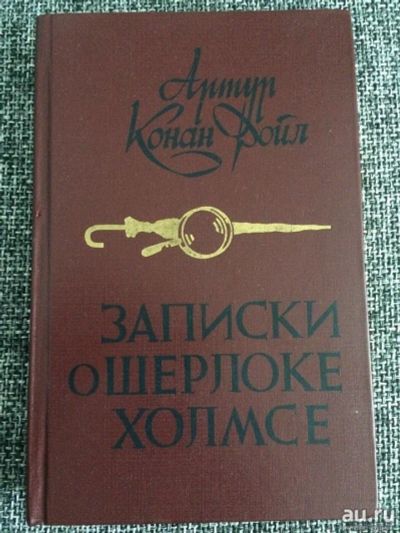 Артур
Конан Дойл
ЗАПИСКИ
О ШЕРЛОКЕ
ХОЛМСЕ
au.ru